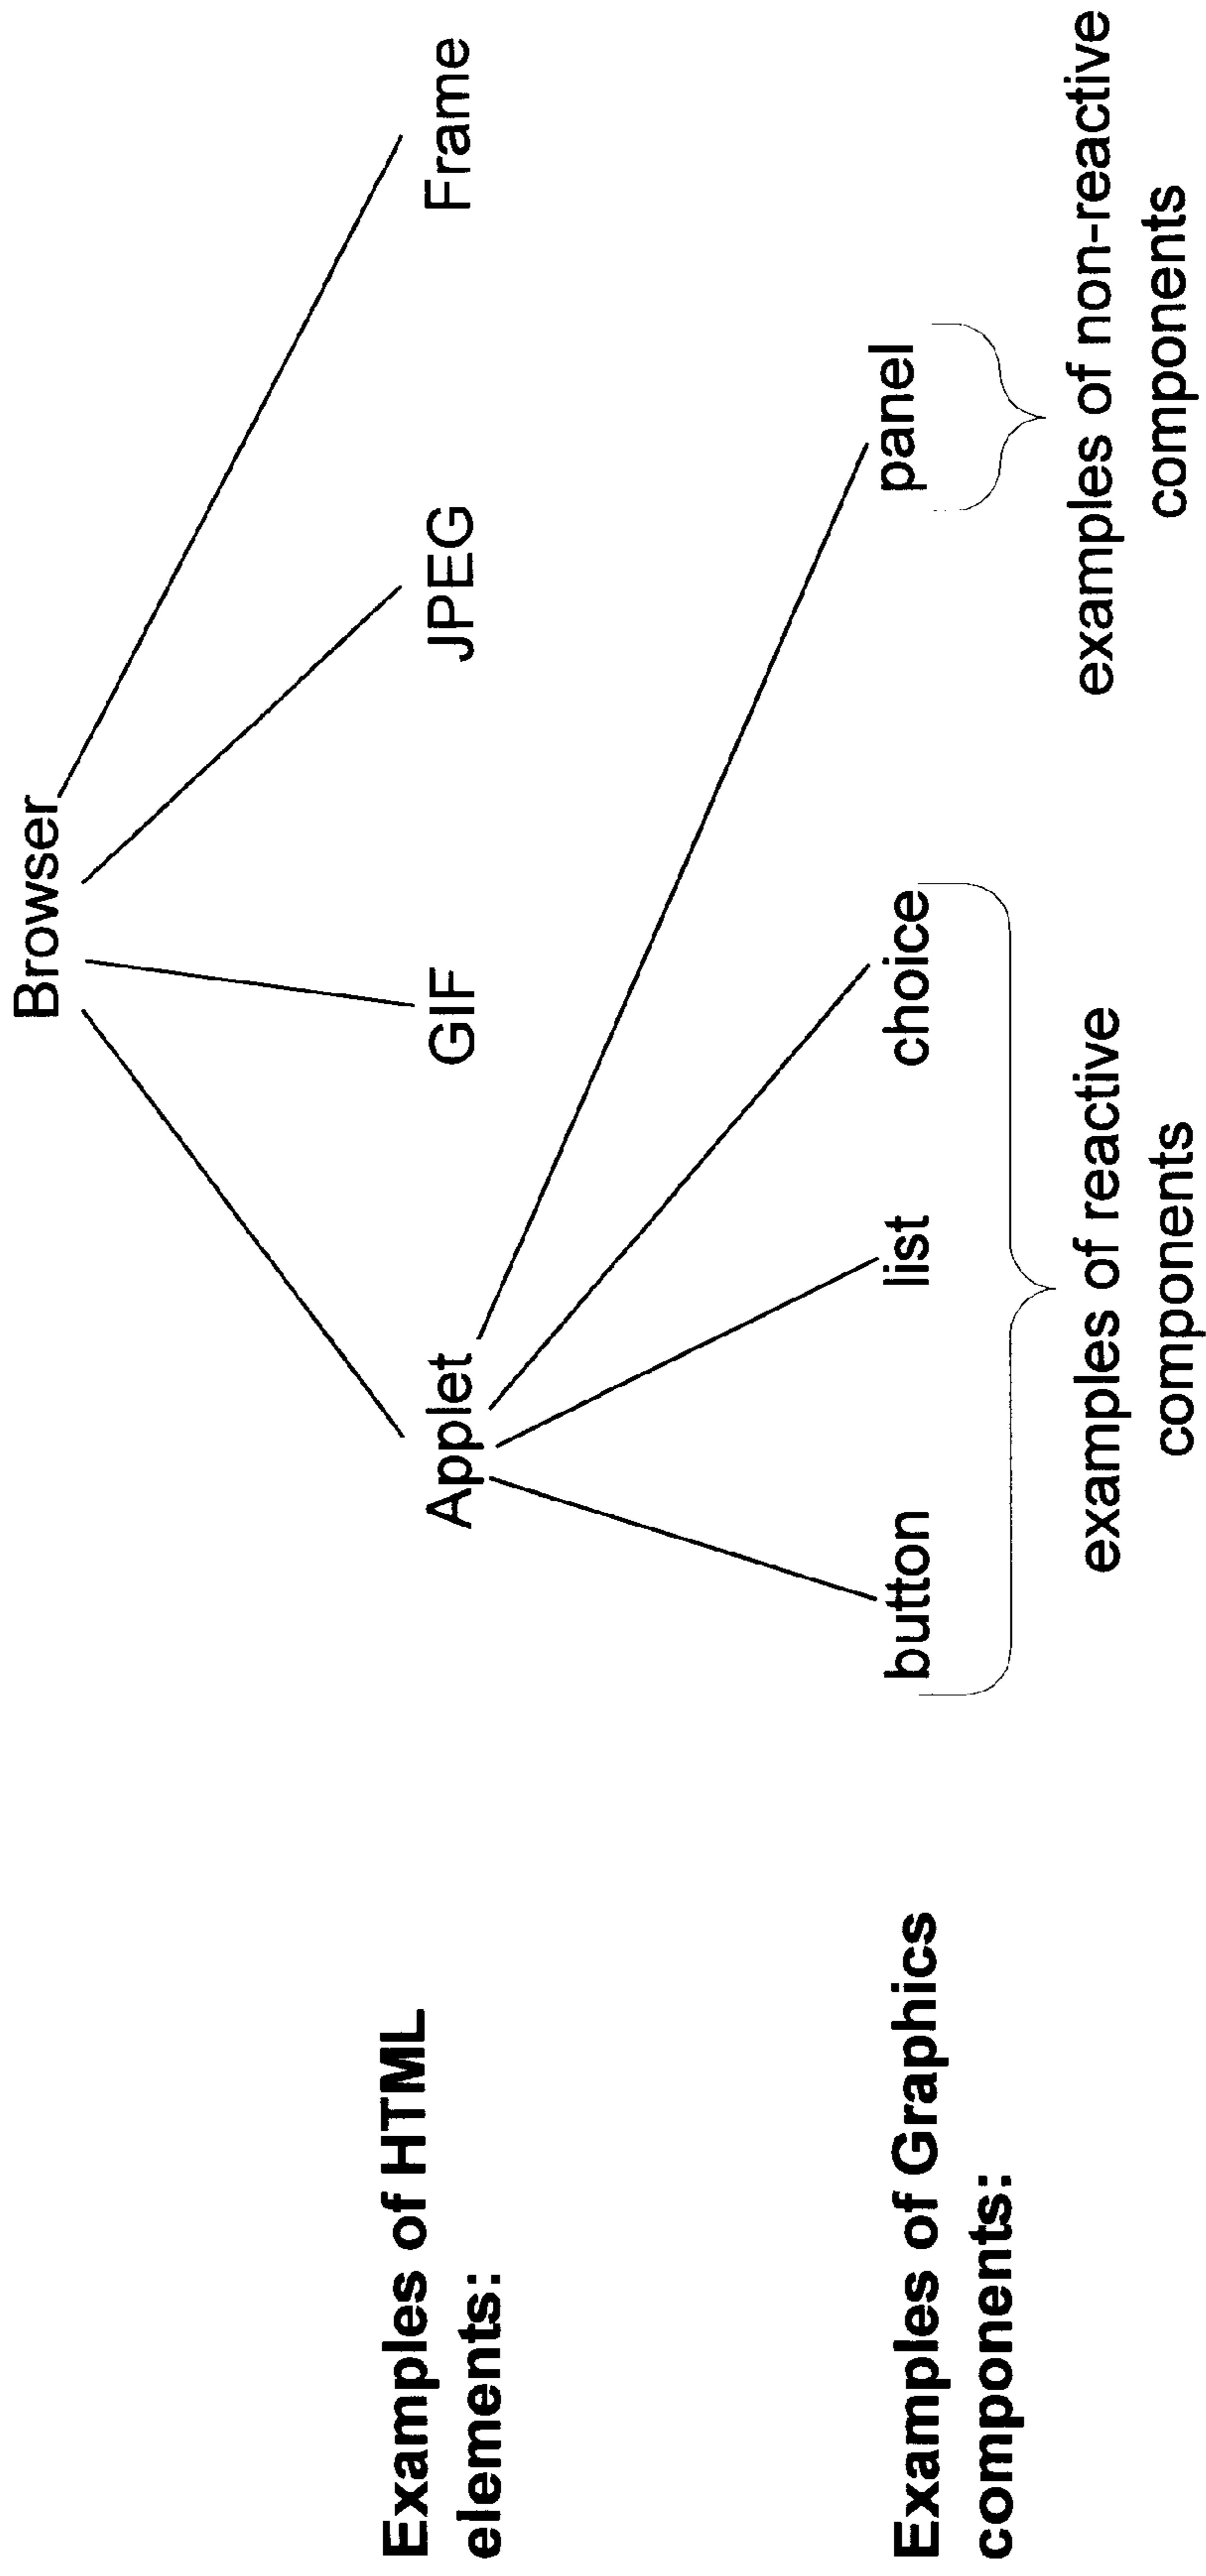 Browser
Examples of HTML
elements:
Applet
GIF
JPEG
Frame
Examples of Graphics
components:
button
list
choice
panel
examples of reactive
components
examples of non-reactive
components